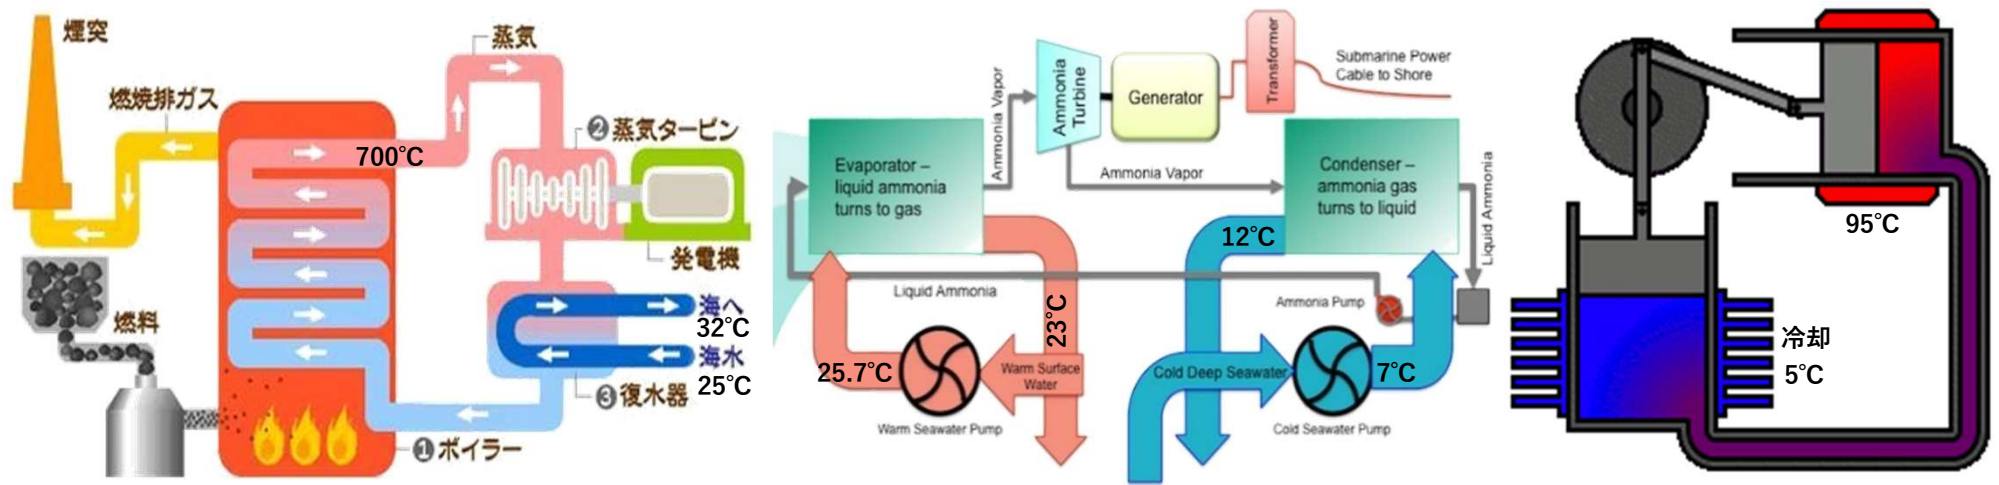 煙突
燃焼排ガス
蒸気
700℃
❷蒸気タービン
発電機
海へ
32℃
海水
25℃
❸復水器
燃料
❶ボイラー
Evaporator –
liquid ammonia
turns to gas
Ammonia Vapor
Ammonia
Turbine
Generator
Transformer
Submarine Power
Cable to Shore
Ammonia Vapor
Condenser –
ammonia gas
turns to liquid
Liquid Ammonia
12℃
Liquid Ammonia
Ammonia Pump
23℃
25.7℃
Warm Surface
Water
Warm Seawater Pump
Cold Deep Seawater
7℃
Cold Seawater Pump
95℃
冷却
5℃